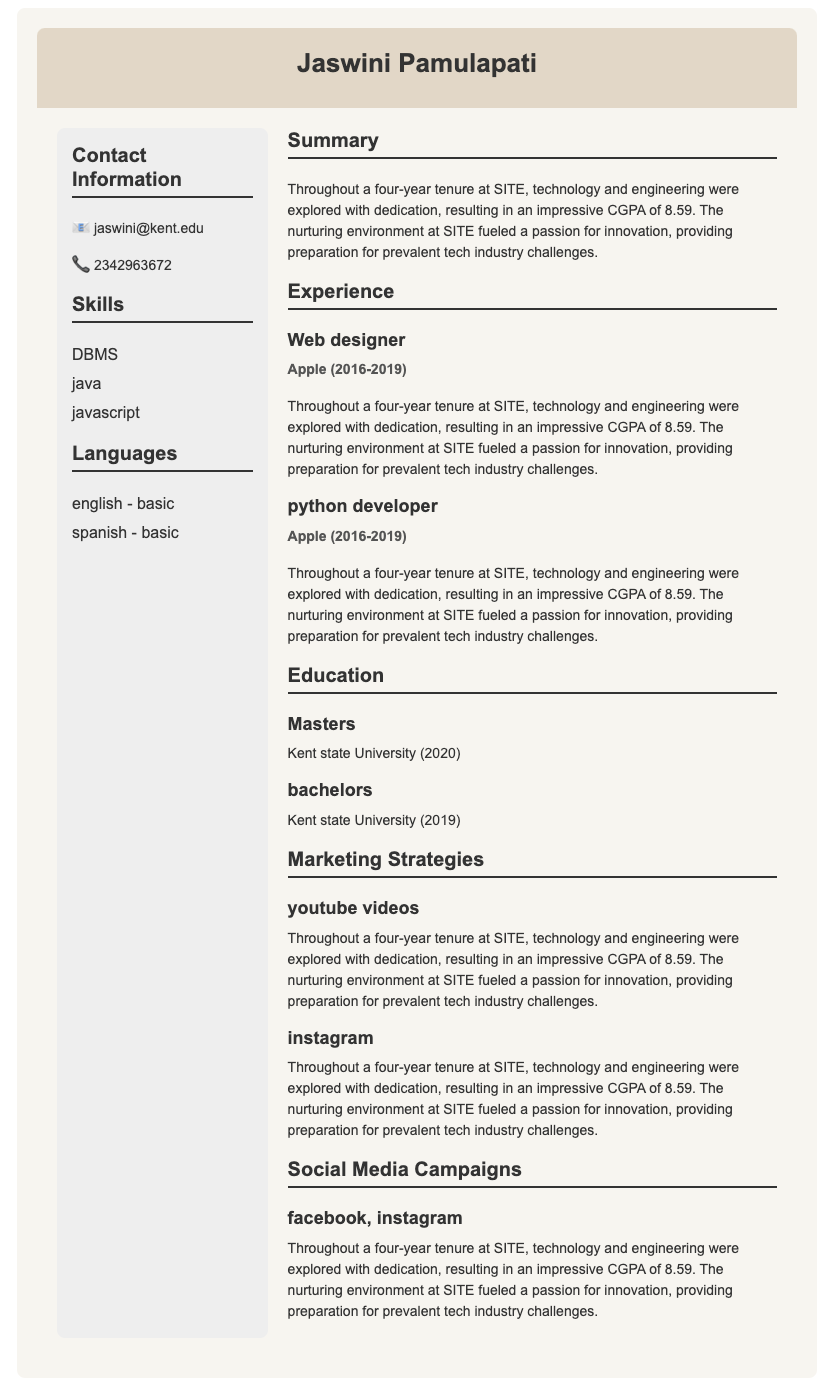 Jaswini Pamulapati
Contact
Information
📧 jaswini@kent.edu
📞 2342963672
Skills
DBMS
java
javascript
Languages
english - basic
spanish - basic
Summary
Throughout a four-year tenure at SITE, technology and engineering were
explored with dedication, resulting in an impressive CGPA of 8.59. The
nurturing environment at SITE fueled a passion for innovation, providing
preparation for prevalent tech industry challenges.
Experience
Web designer
Apple (2016-2019)
Throughout a four-year tenure at SITE, technology and engineering were
explored with dedication, resulting in an impressive CGPA of 8.59. The
nurturing environment at SITE fueled a passion for innovation, providing
preparation for prevalent tech industry challenges.
python developer
Apple (2016-2019)
Throughout a four-year tenure at SITE, technology and engineering were
explored with dedication, resulting in an impressive CGPA of 8.59. The
nurturing environment at SITE fueled a passion for innovation, providing
preparation for prevalent tech industry challenges.
Education
Masters
Kent state University (2020)
bachelors
Kent state University (2019)
Marketing Strategies
youtube videos
Throughout a four-year tenure at SITE, technology and engineering were
explored with dedication, resulting in an impressive CGPA of 8.59. The
nurturing environment at SITE fueled a passion for innovation, providing
preparation for prevalent tech industry challenges.
instagram
Throughout a four-year tenure at SITE, technology and engineering were
explored with dedication, resulting in an impressive CGPA of 8.59. The
nurturing environment at SITE fueled a passion for innovation, providing
preparation for prevalent tech industry challenges.
Social Media Campaigns
facebook, instagram
Throughout a four-year tenure at SITE, technology and engineering were
explored with dedication, resulting in an impressive CGPA of 8.59. The
nurturing environment at SITE fueled a passion for innovation, providing
preparation for prevalent tech industry challenges.